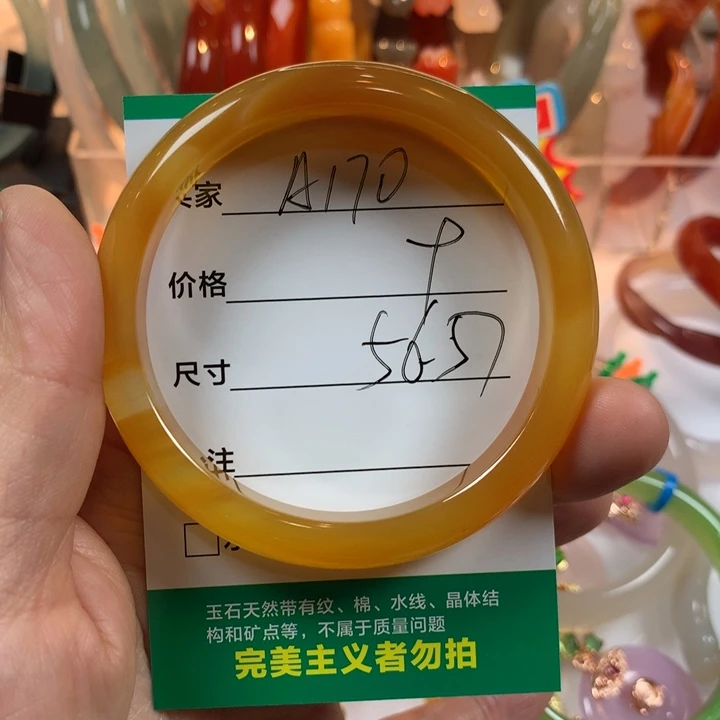 家 A170
价格
尺寸 5657
注
玉石天然带有纹、棉、水线、晶体结
构和矿点等，不属于质量问题
完美主义者勿拍